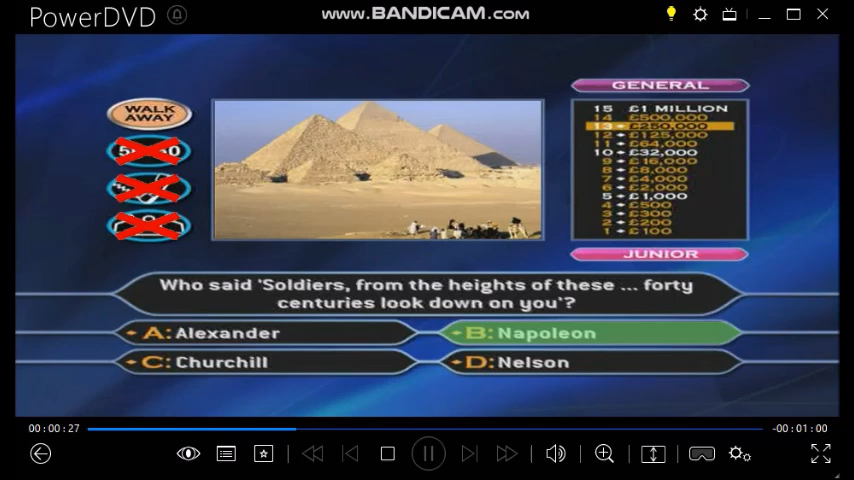 PowerDVD
www.BANDICAM.com
WALK
AWAY
GENERAL
15 £1 MILLION
14 £500,000
13 £250,000
12 £125,000
11 £64,000
10 £32,000
9 £16,000
8 £8,000
7 £4,000
6 £2,000
5 £1,000
4 £500
3 £300
2 £200
1 £100
JUNIOR
Who said 'Soldiers, from the heights of these ... forty
centuries look down on you'?
A: Alexander
B: Napoleon
C: Churchill
D: Nelson
00:00:27
-00:01:00